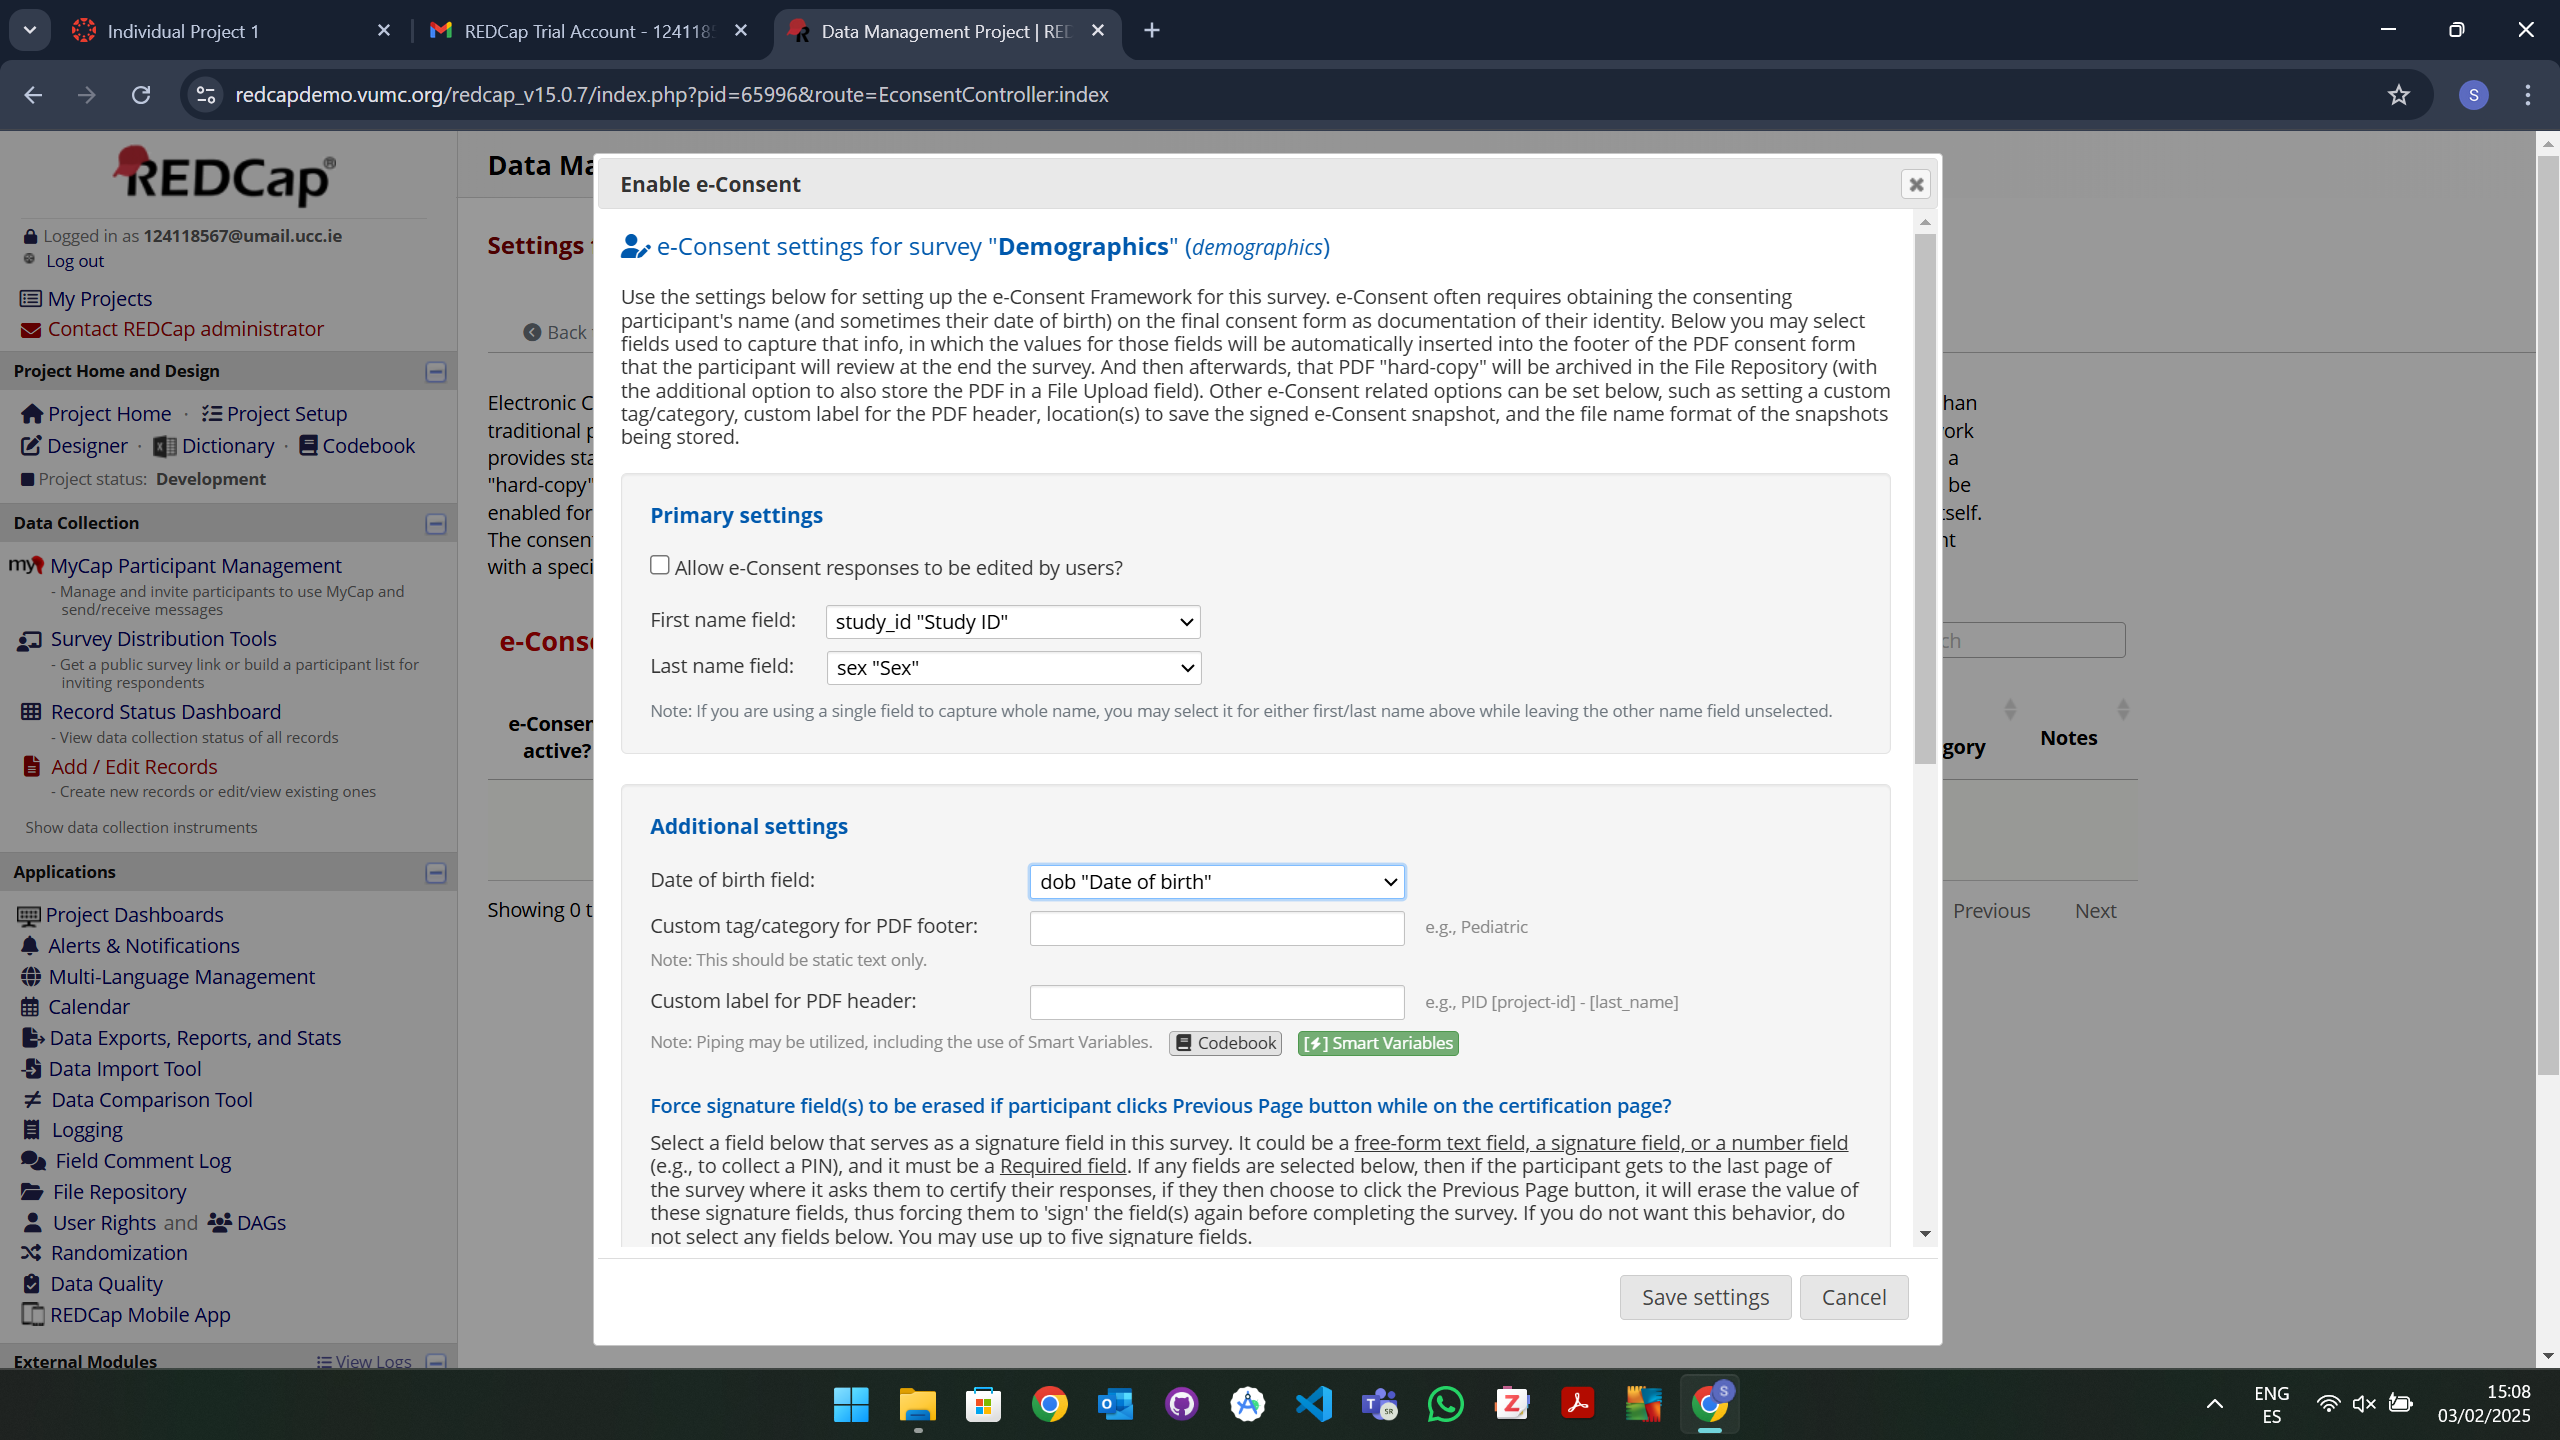 Individual Project 1
REDCap Trial Account - 1241185
Data Management Project | RED
redcapdemo.vumc.org/redcap_v15.0.7/index.php?pid=65996&route=EconsentController:index
S
REDCap®
Logged in as 124118567@umail.ucc.ie
Log out
My Projects
Contact REDCap administrator
Project Home and Design
Project Home · Project Setup
Designer · Dictionary · Codebook
Project status: Development
Data Collection
my MyCap Participant Management
- Manage and invite participants to use MyCap and
send/receive messages
Survey Distribution Tools
- Get a public survey link or build a participant list for
inviting respondents
Record Status Dashboard
- View data collection status of all records
Add / Edit Records
- Create new records or edit/view existing ones
Show data collection instruments
Applications
Project Dashboards
Alerts & Notifications
Multi-Language Management
Calendar
Data Exports, Reports, and Stats
Data Import Tool
Data Comparison Tool
Logging
Field Comment Log
File Repository
User Rights and DAGs
Randomization
Data Quality
REDCap Mobile App
External Modules
View Logs
Data Ma
Settings
Back
Electronic C
traditional p
provides sta
"hard-copy"
enabled for
The consen
with a speci
e-Conse
e-Consen
active?
Showing 0 t
Enable e-Consent
e-Consent settings for survey "Demographics" (demographics)
Use the settings below for setting up the e-Consent Framework for this survey. e-Consent often requires obtaining the consenting
participant's name (and sometimes their date of birth) on the final consent form as documentation of their identity. Below you may select
fields used to capture that info, in which the values for those fields will be automatically inserted into the footer of the PDF consent form
that the participant will review at the end the survey. And then afterwards, that PDF "hard-copy" will be archived in the File Repository (with
the additional option to also store the PDF in a File Upload field). Other e-Consent related options can be set below, such as setting a custom
tag/category, custom label for the PDF header, location(s) to save the signed e-Consent snapshot, and the file name format of the snapshots
being stored.
Primary settings
Allow e-Consent responses to be edited by users?
First name field: study_id "Study ID"
Last name field: sex "Sex"
Note: If you are using a single field to capture whole name, you may select it for either first/last name above while leaving the other name field unselected.
Additional settings
Date of birth field: dob "Date of birth"
Custom tag/category for PDF footer: e.g., Pediatric
Note: This should be static text only.
Custom label for PDF header: e.g., PID [project-id] - [last_name]
Note: Piping may be utilized, including the use of Smart Variables. Codebook [⚡] Smart Variables
Force signature field(s) to be erased if participant clicks Previous Page button while on the certification page?
Select a field below that serves as a signature field in this survey. It could be a free-form text field, a signature field, or a number field
(e.g., to collect a PIN), and it must be a Required field. If any fields are selected below, then if the participant gets to the last page of
the survey where it asks them to certify their responses, if they then choose to click the Previous Page button, it will erase the value of
these signature fields, thus forcing them to 'sign' the field(s) again before completing the survey. If you do not want this behavior, do
not select any fields below. You may use up to five signature fields.
Save settings
Cancel
han
ork
a
be
tself.
nt
ch
gory
Notes
Previous
Next
ENG
ES
15:08
03/02/2025